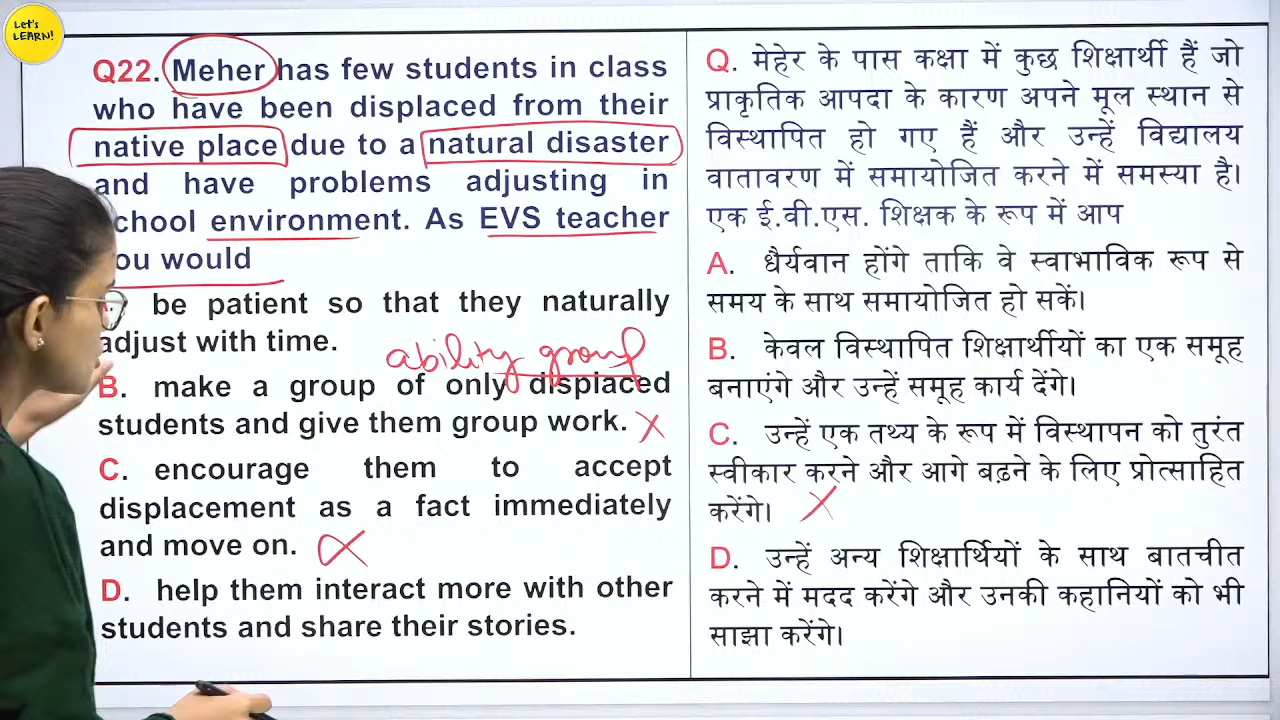 Let's
LEARN!
Q22. Meher has few students in class
who have been displaced from their
native place due to a natural disaster
and have problems adjusting in
chool environment. As EVS teacher
ou would
be patient so that they naturally
adjust with time.
ability group
B. make a group of only displaced
students and give them group work.
C. encourage them to accept
displacement as a fact immediately
and move on.
D. help them interact more with other
students and share their stories.
Q. मेहेर के पास कक्षा में कुछ शिक्षार्थी हैं जो
प्राकृतिक आपदा के कारण अपने मूल स्थान से
विस्थापित हो गए हैं और उन्हें विद्यालय
वातावरण में समायोजित करने में समस्या है।
एक ई.वी.एस. शिक्षक के रूप में आप
A. धैर्यवान होंगे ताकि वे स्वाभाविक रूप से
समय के साथ समायोजित हो सकें।
B. केवल विस्थापित शिक्षार्थीयों का एक समूह
बनाएंगे और उन्हें समूह कार्य देंगे।
C. उन्हें एक तथ्य के रूप में विस्थापन को तुरंत
स्वीकार करने और आगे बढ़ने के लिए प्रोत्साहित
करेंगे।
D. उन्हें अन्य शिक्षार्थियों के साथ बातचीत
करने में मदद करेंगे और उनकी कहानियों को भी
साझा करेंगे।